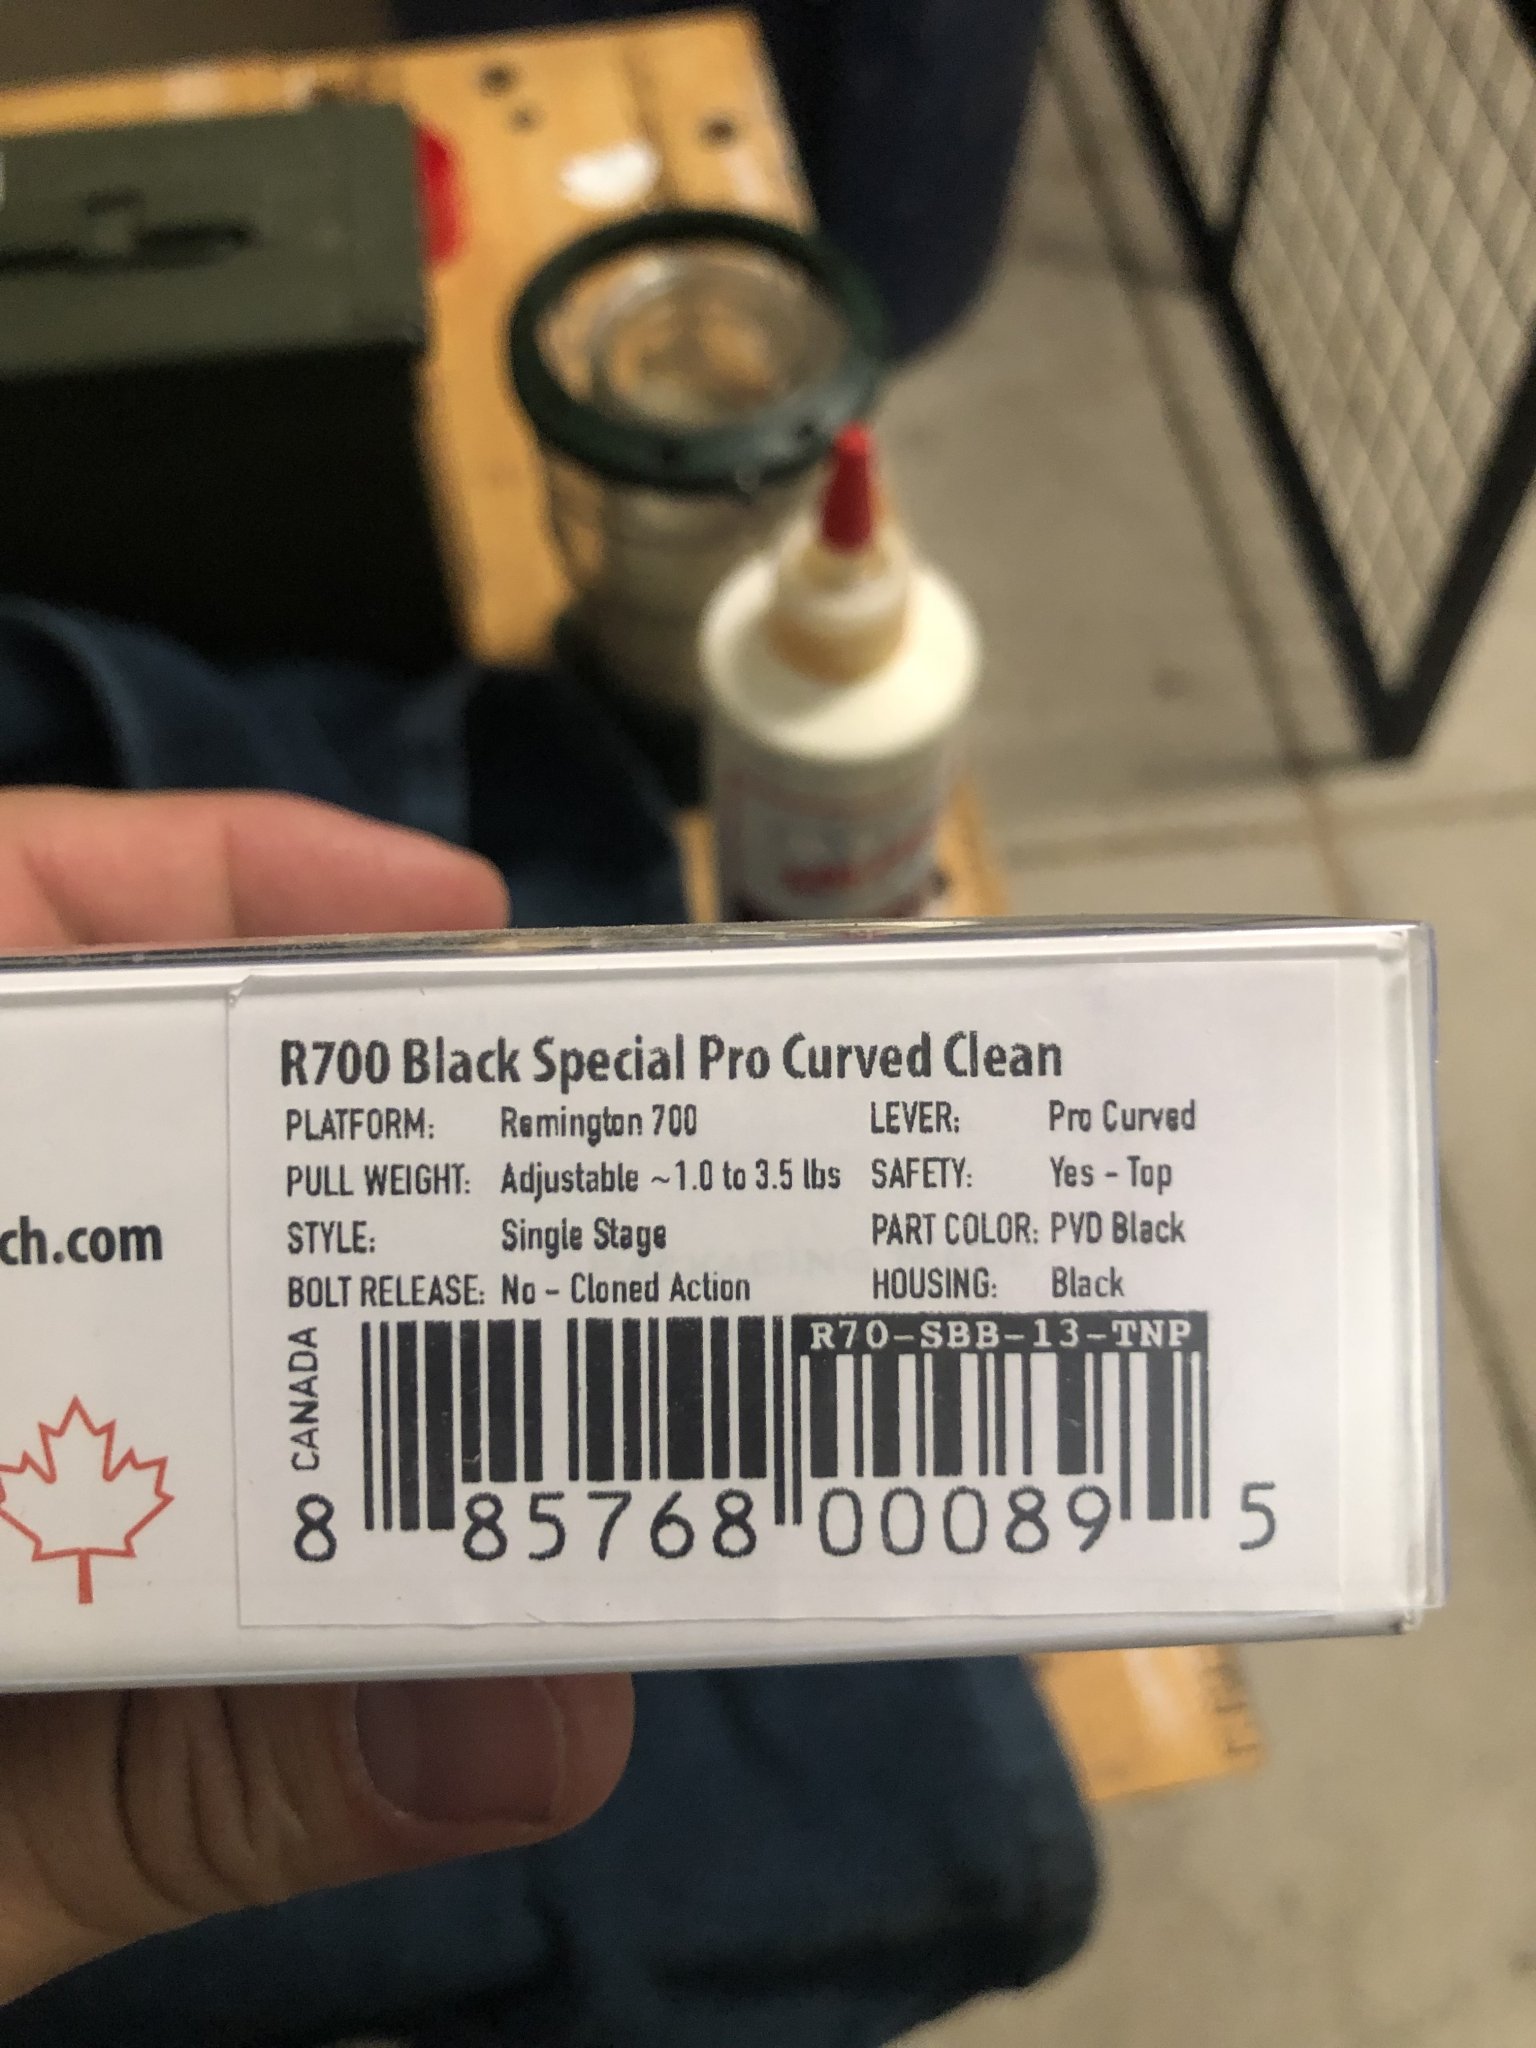 R700 Black Special Pro Curved Clean
PLATFORM: Remington 700 LEVER: Pro Curved
PULL WEIGHT: Adjustable ~1.0 to 3.5 lbs SAFETY: Yes - Top
STYLE: Single Stage PART COLOR: PVD Black
BOLT RELEASE: No - Cloned Action HOUSING: Black
ch.com
CANADA
R70-SBB-13-TNP
8 85768 00089 5